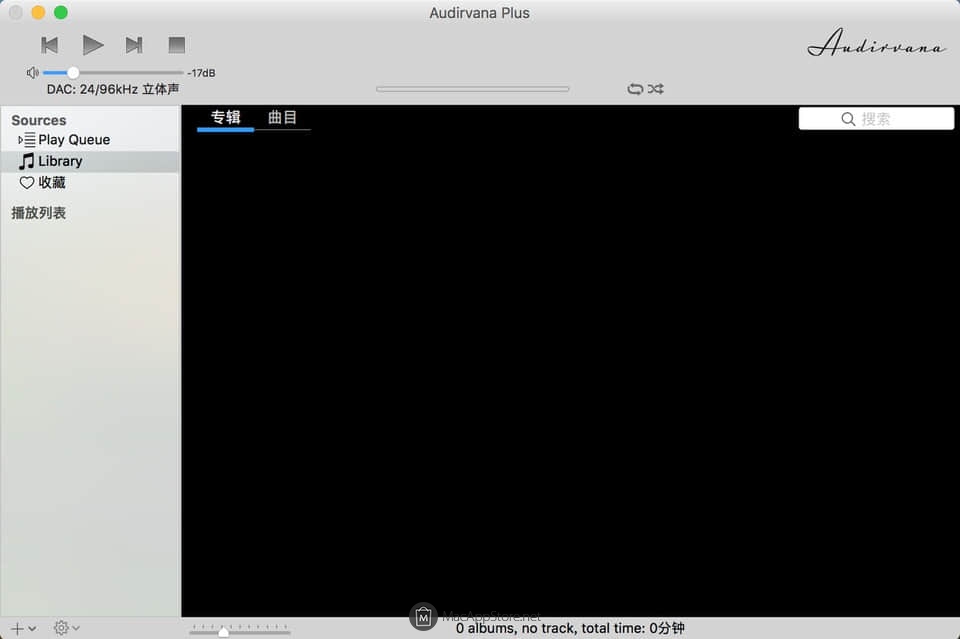 Audirvana Plus
Audirvana
-17dB
DAC: 24/96kHz 立体声
Sources
Play Queue
Library
收藏
播放列表
专辑 曲目
搜索
MacAppStore.net
0 albums, no track, total time: 0分钟